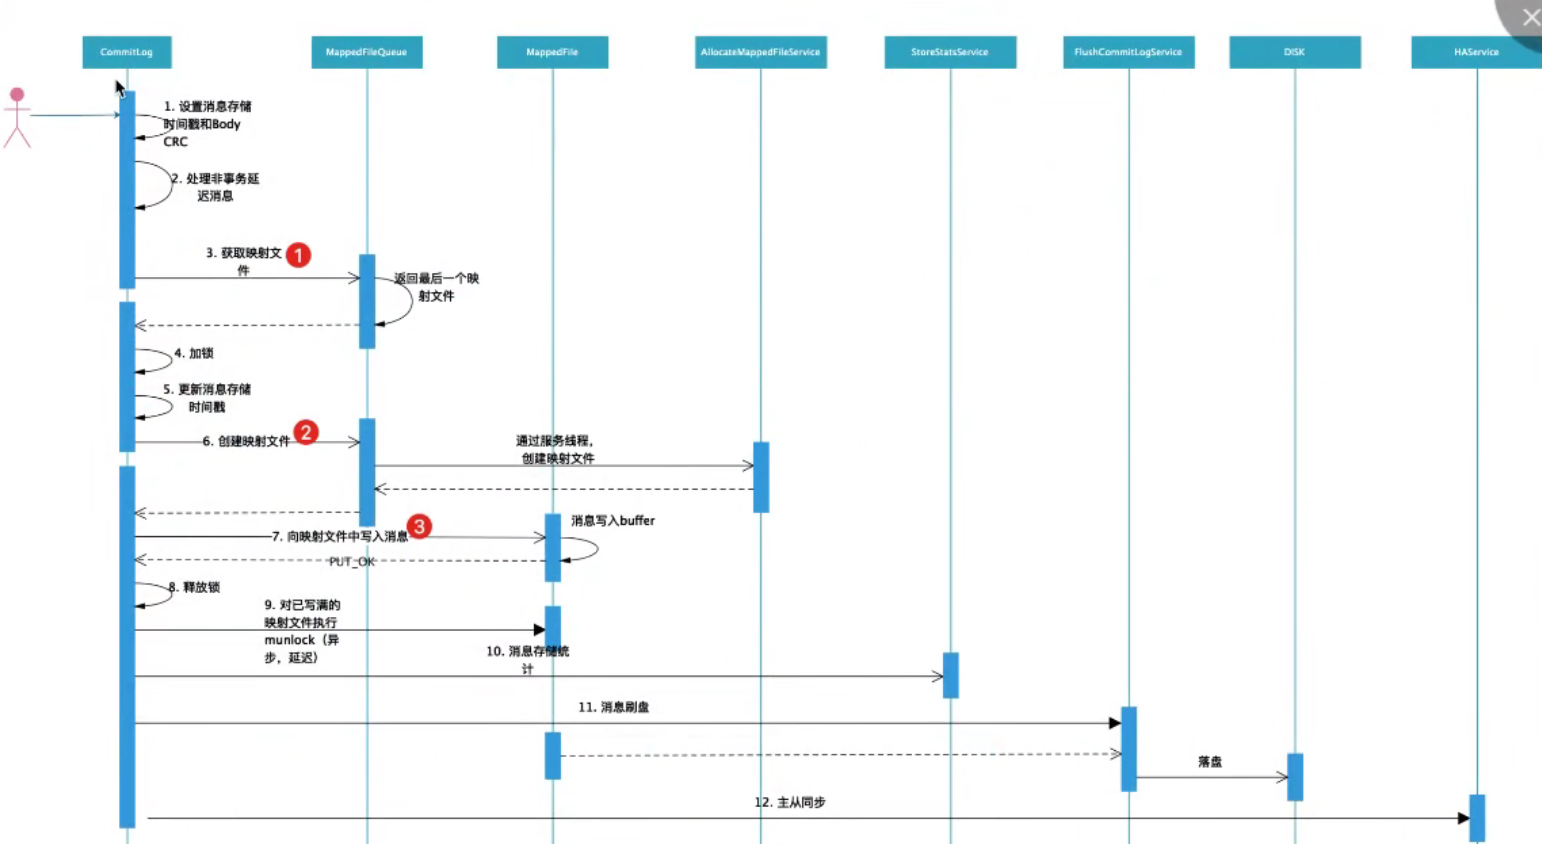 CommitLog
MappedFileQueue
MappedFile
AllocateMappedFileService
StoreStatsService
FlushCommitLogService
DISK
HAService
1. 设置消息存储
时间戳和Body
CRC
2. 处理非事务延
迟消息
3. 获取映射文
件
1
返回最后一个映
射文件
4. 加锁
5. 更新消息存储
时间戳
6. 创建映射文件
2
通过服务线程，
创建映射文件
7. 向映射文件中写入消息
3
消息写入buffer
PUT_OK
8. 释放锁
9. 对已写满的
映射文件执行
munlock（异
步，延迟）
10. 消息存储统
计
11. 消息刷盘
落盘
12. 主从同步